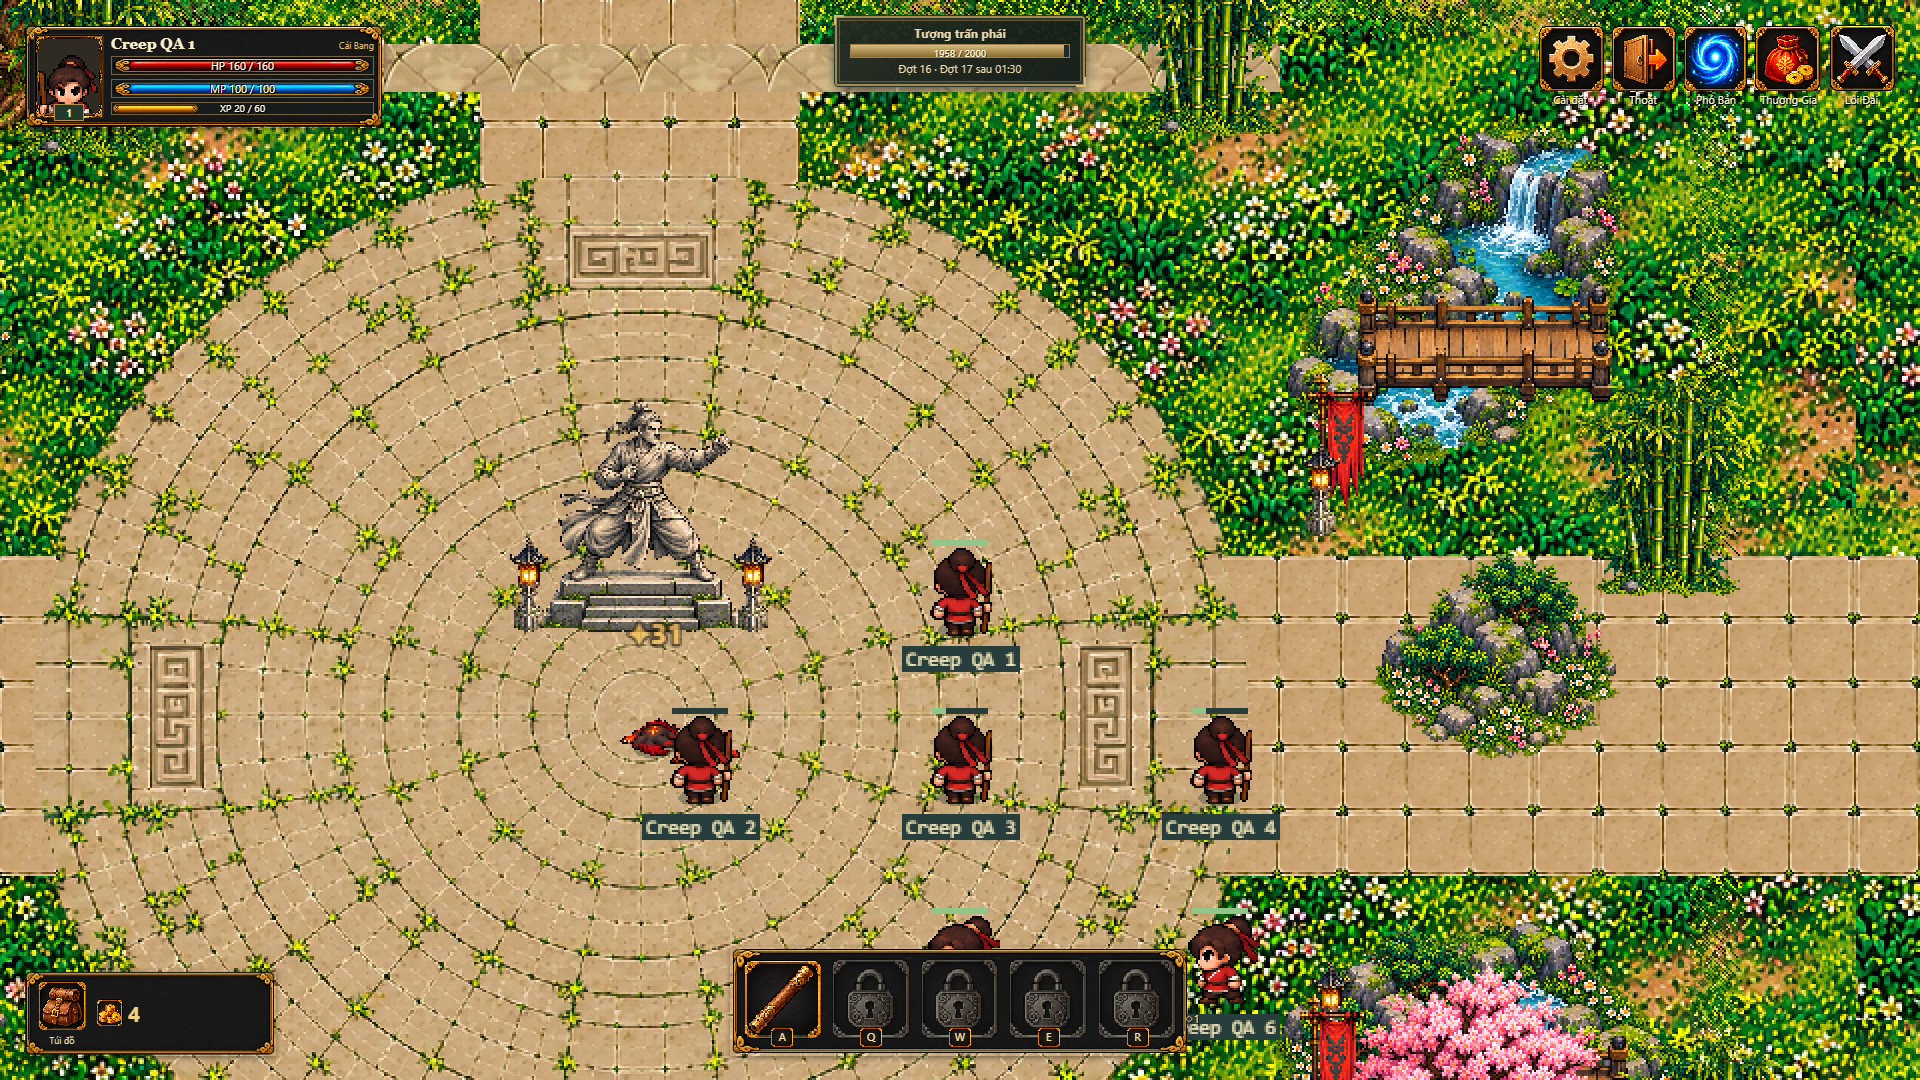 Creep QA 1
Cái Bang
HP 160 / 160
MP 100 / 100
XP 20 / 60
1
Tượng trấn phái
1958 / 2000
Đợt 16 · Đợt 17 sau 01:30
Cài đặt
Thoát
Phó Bản
Thương Gia
Lôi Đài
31
Creep QA 1
Creep QA 2
Creep QA 3
Creep QA 4
eep QA 6
4
Túi đồ
A
Q
W
E
R